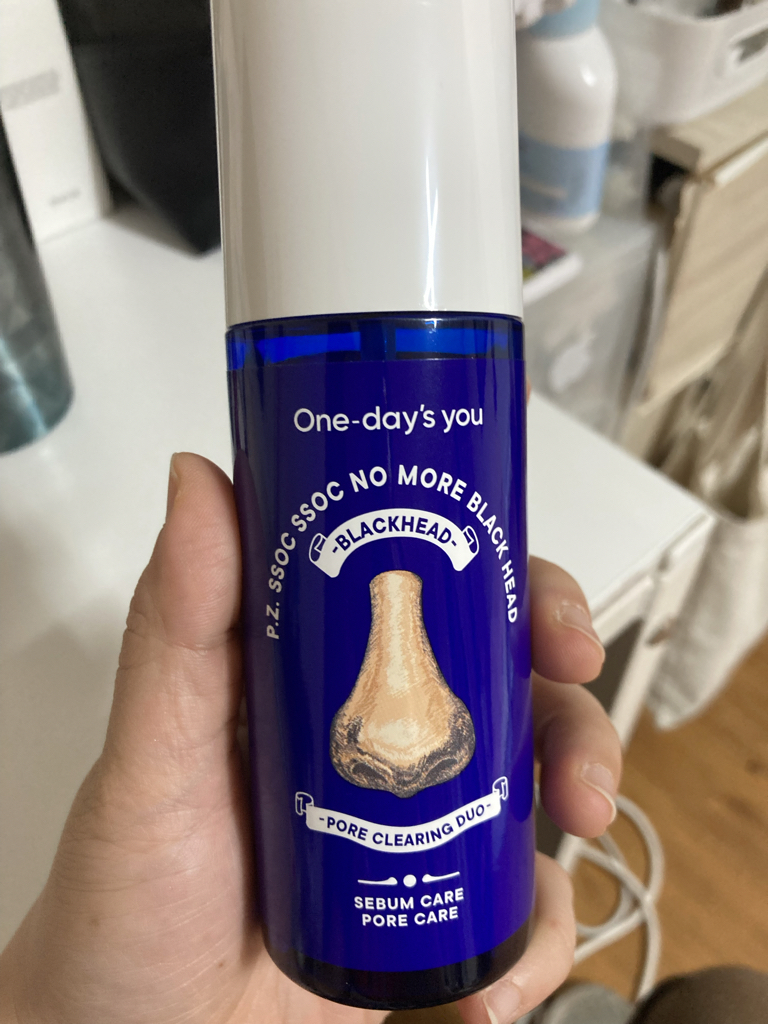 One-day's you
P.Z. SSOC SSOC NO MORE BLACK HEAD
-BLACKHEAD-
-PORE CLEARING DUO-
SEBUM CARE
PORE CARE